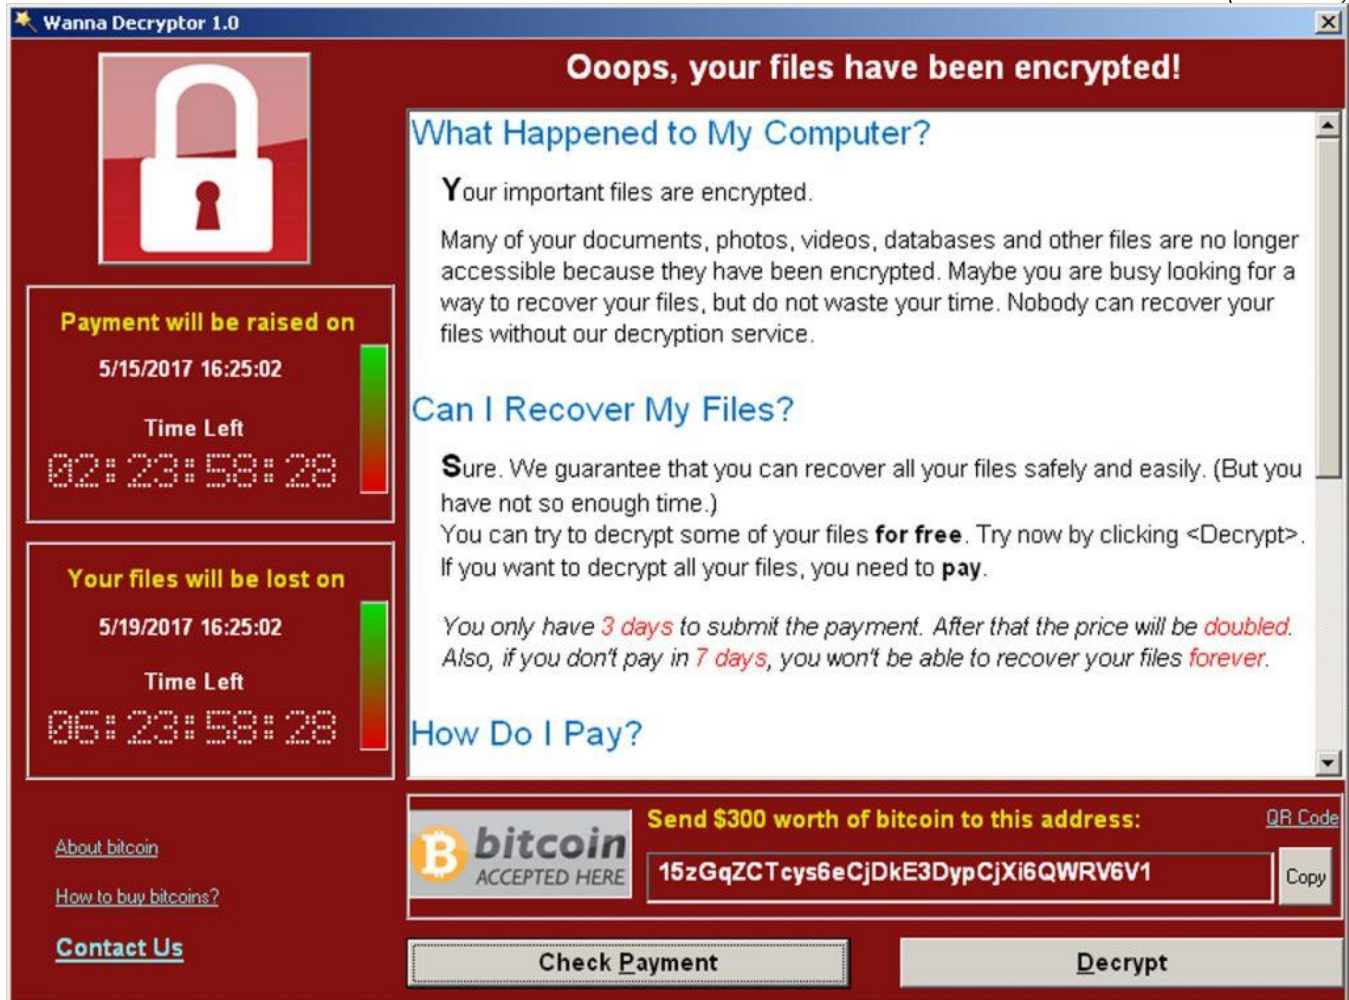 Wanna Decryptor 1.0
Ooops, your files have been encrypted!
Payment will be raised on
5/15/2017 16:25:02
Time Left
02:23:58:28
Your files will be lost on
5/19/2017 16:25:02
Time Left
06:23:58:28
About bitcoin
How to buy bitcoins?
Contact Us
What Happened to My Computer?
Your important files are encrypted.
Many of your documents, photos, videos, databases and other files are no longer
accessible because they have been encrypted. Maybe you are busy looking for a
way to recover your files, but do not waste your time. Nobody can recover your
files without our decryption service.
Can I Recover My Files?
Sure. We guarantee that you can recover all your files safely and easily. (But you
have not so enough time.)
You can try to decrypt some of your files for free. Try now by clicking <Decrypt>.
If you want to decrypt all your files, you need to pay.
You only have 3 days to submit the payment. After that the price will be doubled.
Also, if you don't pay in 7 days, you won't be able to recover your files forever.
How Do I Pay?
bitcoin
ACCEPTED HERE
Send $300 worth of bitcoin to this address:
QR Code
15zGqZCTcys6eCjDkE3DypCjXi6QWRV6V1
Copy
Check Payment
Decrypt